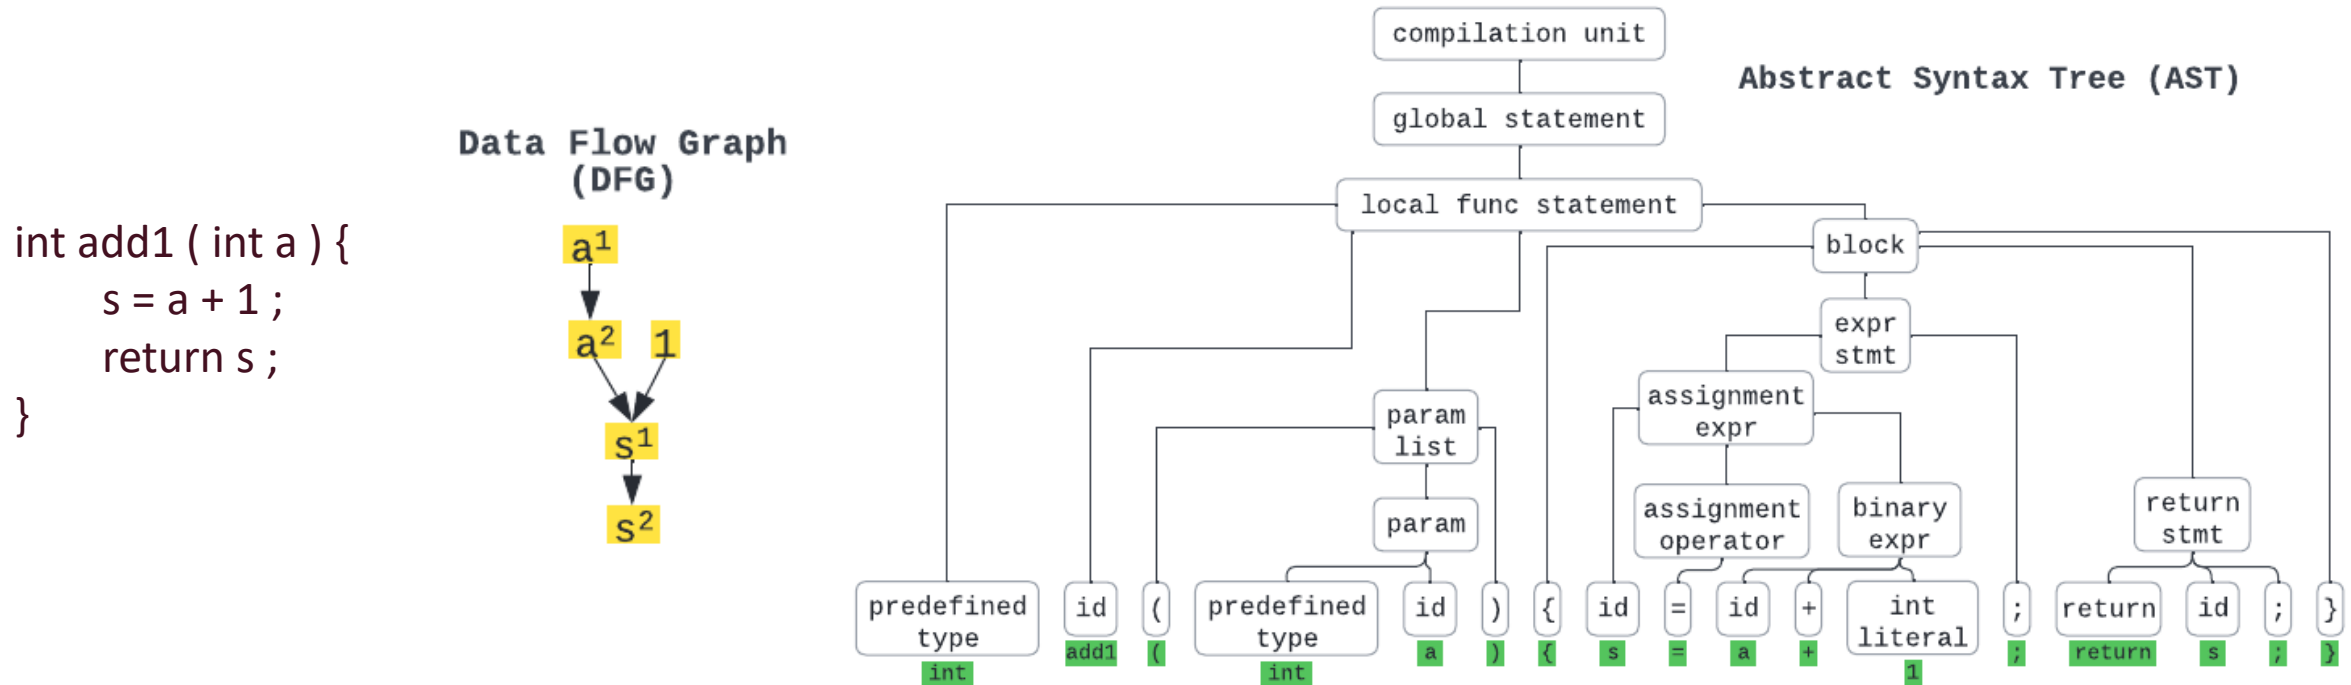 int add1 ( int a ) {
s = a + 1 ;
return s ;
}
Data Flow Graph
(DFG)
a¹
a² 1
s¹
s²
Abstract Syntax Tree (AST)
compilation unit
global statement
local func statement
block
expr
stmt
assignment
expr
param
list
param
assignment
operator
binary
expr
return
stmt
predefined
type
id
(
predefined
type
id
)
{
id
=
id
+
int
literal
;
return
id
;
}
int
add1
(
int
a
)
{
s
=
a
+
1
;
return
s
;
}